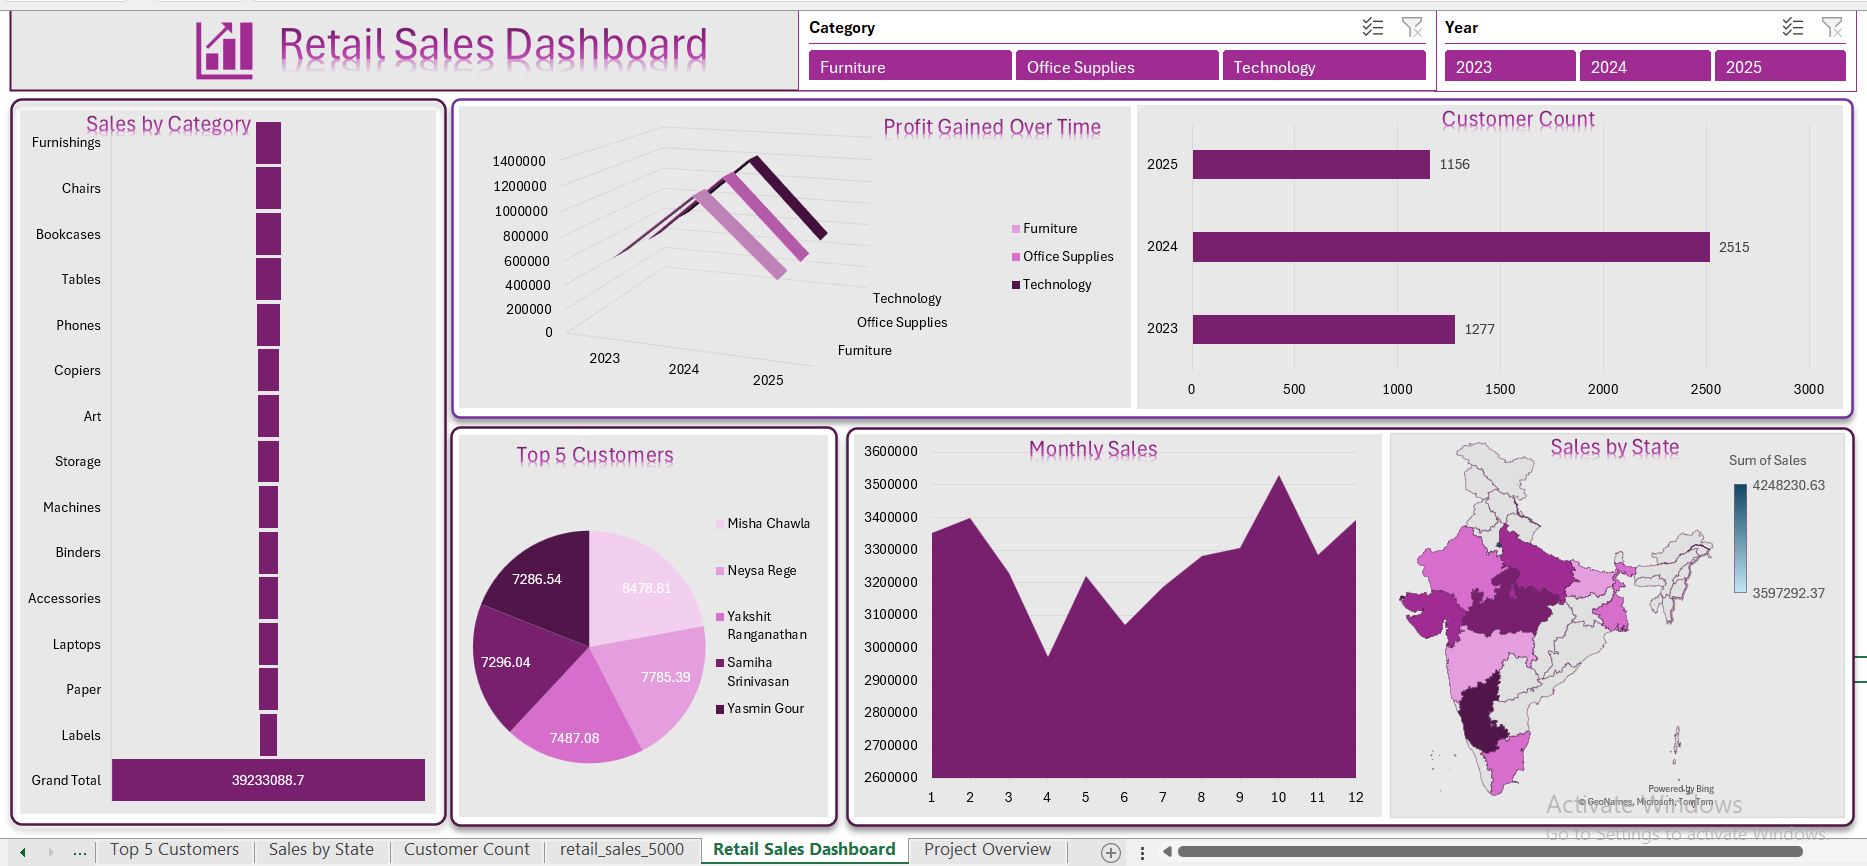 Retail Sales Dashboard
Category
Furniture
Office Supplies
Technology
Year
2023
2024
2025
Sales by Category
Furnishings
Chairs
Bookcases
Tables
Phones
Copiers
Art
Storage
Machines
Binders
Accessories
Laptops
Paper
Labels
Grand Total
39233088.7
Profit Gained Over Time
1400000
1200000
1000000
800000
600000
400000
200000
0
2023
2024
2025
Technology
Office Supplies
Furniture
Furniture
Office Supplies
Technology
Customer Count
2025
1156
2024
2515
2023
1277
0
500
1000
1500
2000
2500
3000
Top 5 Customers
8478.81
7785.39
7487.08
7296.04
7286.54
Misha Chawla
Neysa Rege
Yakshit
Ranganathan
Samiha
Srinivasan
Yasmin Gour
Monthly Sales
3600000
3500000
3400000
3300000
3200000
3100000
3000000
2900000
2800000
2700000
2600000
1 2 3 4 5 6 7 8 9 10 11 12
Sales by State
Sum of Sales
4248230.63
3597292.37
Powered by Bing
© GeoNames, Microsoft, TomTom
Activate Windows
Go to Settings to activate Windows.
...
Top 5 Customers
Sales by State
Customer Count
retail_sales_5000
Retail Sales Dashboard
Project Overview